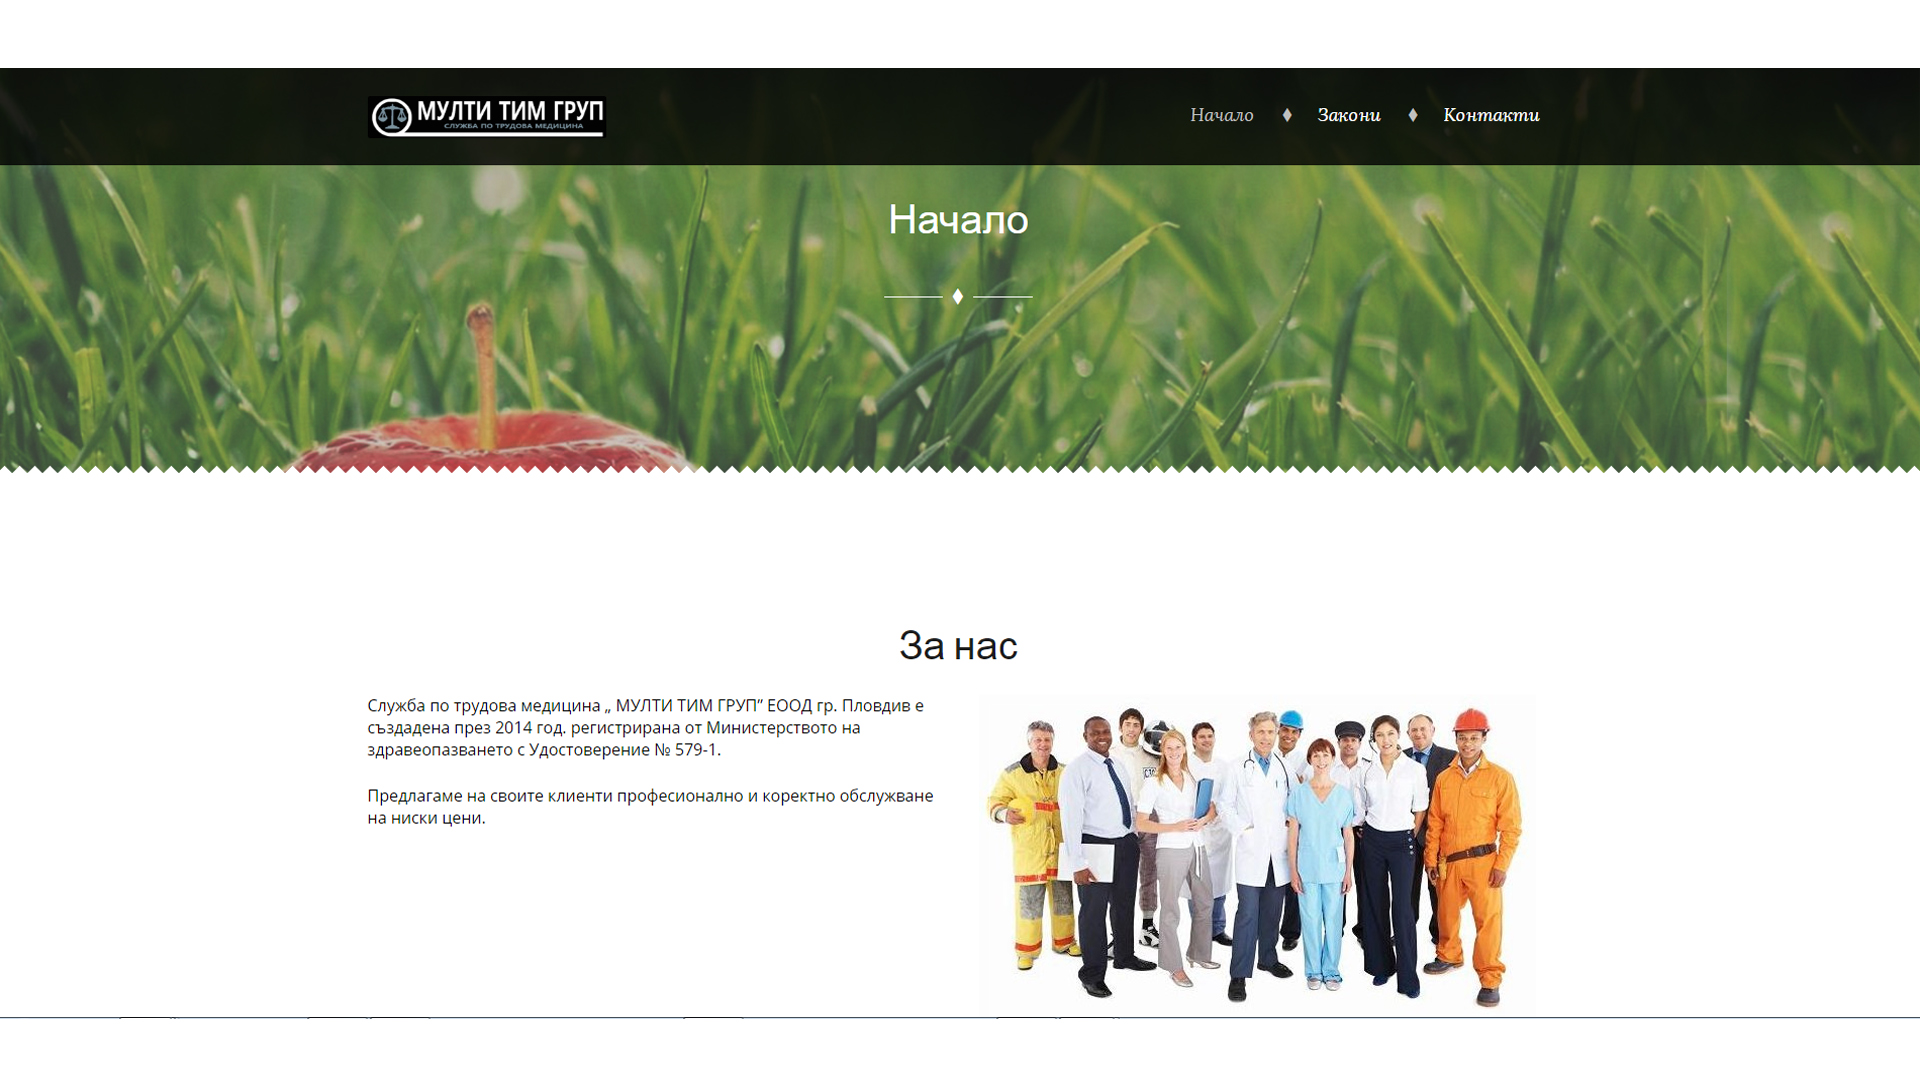 МУЛТИ ТИМ ГРУП
СЛУЖБА ПО ТРУДОВА МЕДИЦИНА
Начало
Закони
Контакти
Начало
За нас
Служба по трудова медицина „ МУЛТИ ТИМ ГРУП” ЕООД гр. Пловдив е
създадена през 2014 год. регистрирана от Министерството на
здравеопазването с Удостоверение № 579-1.
Предлагаме на своите клиенти професионално и коректно обслужване
на ниски цени.